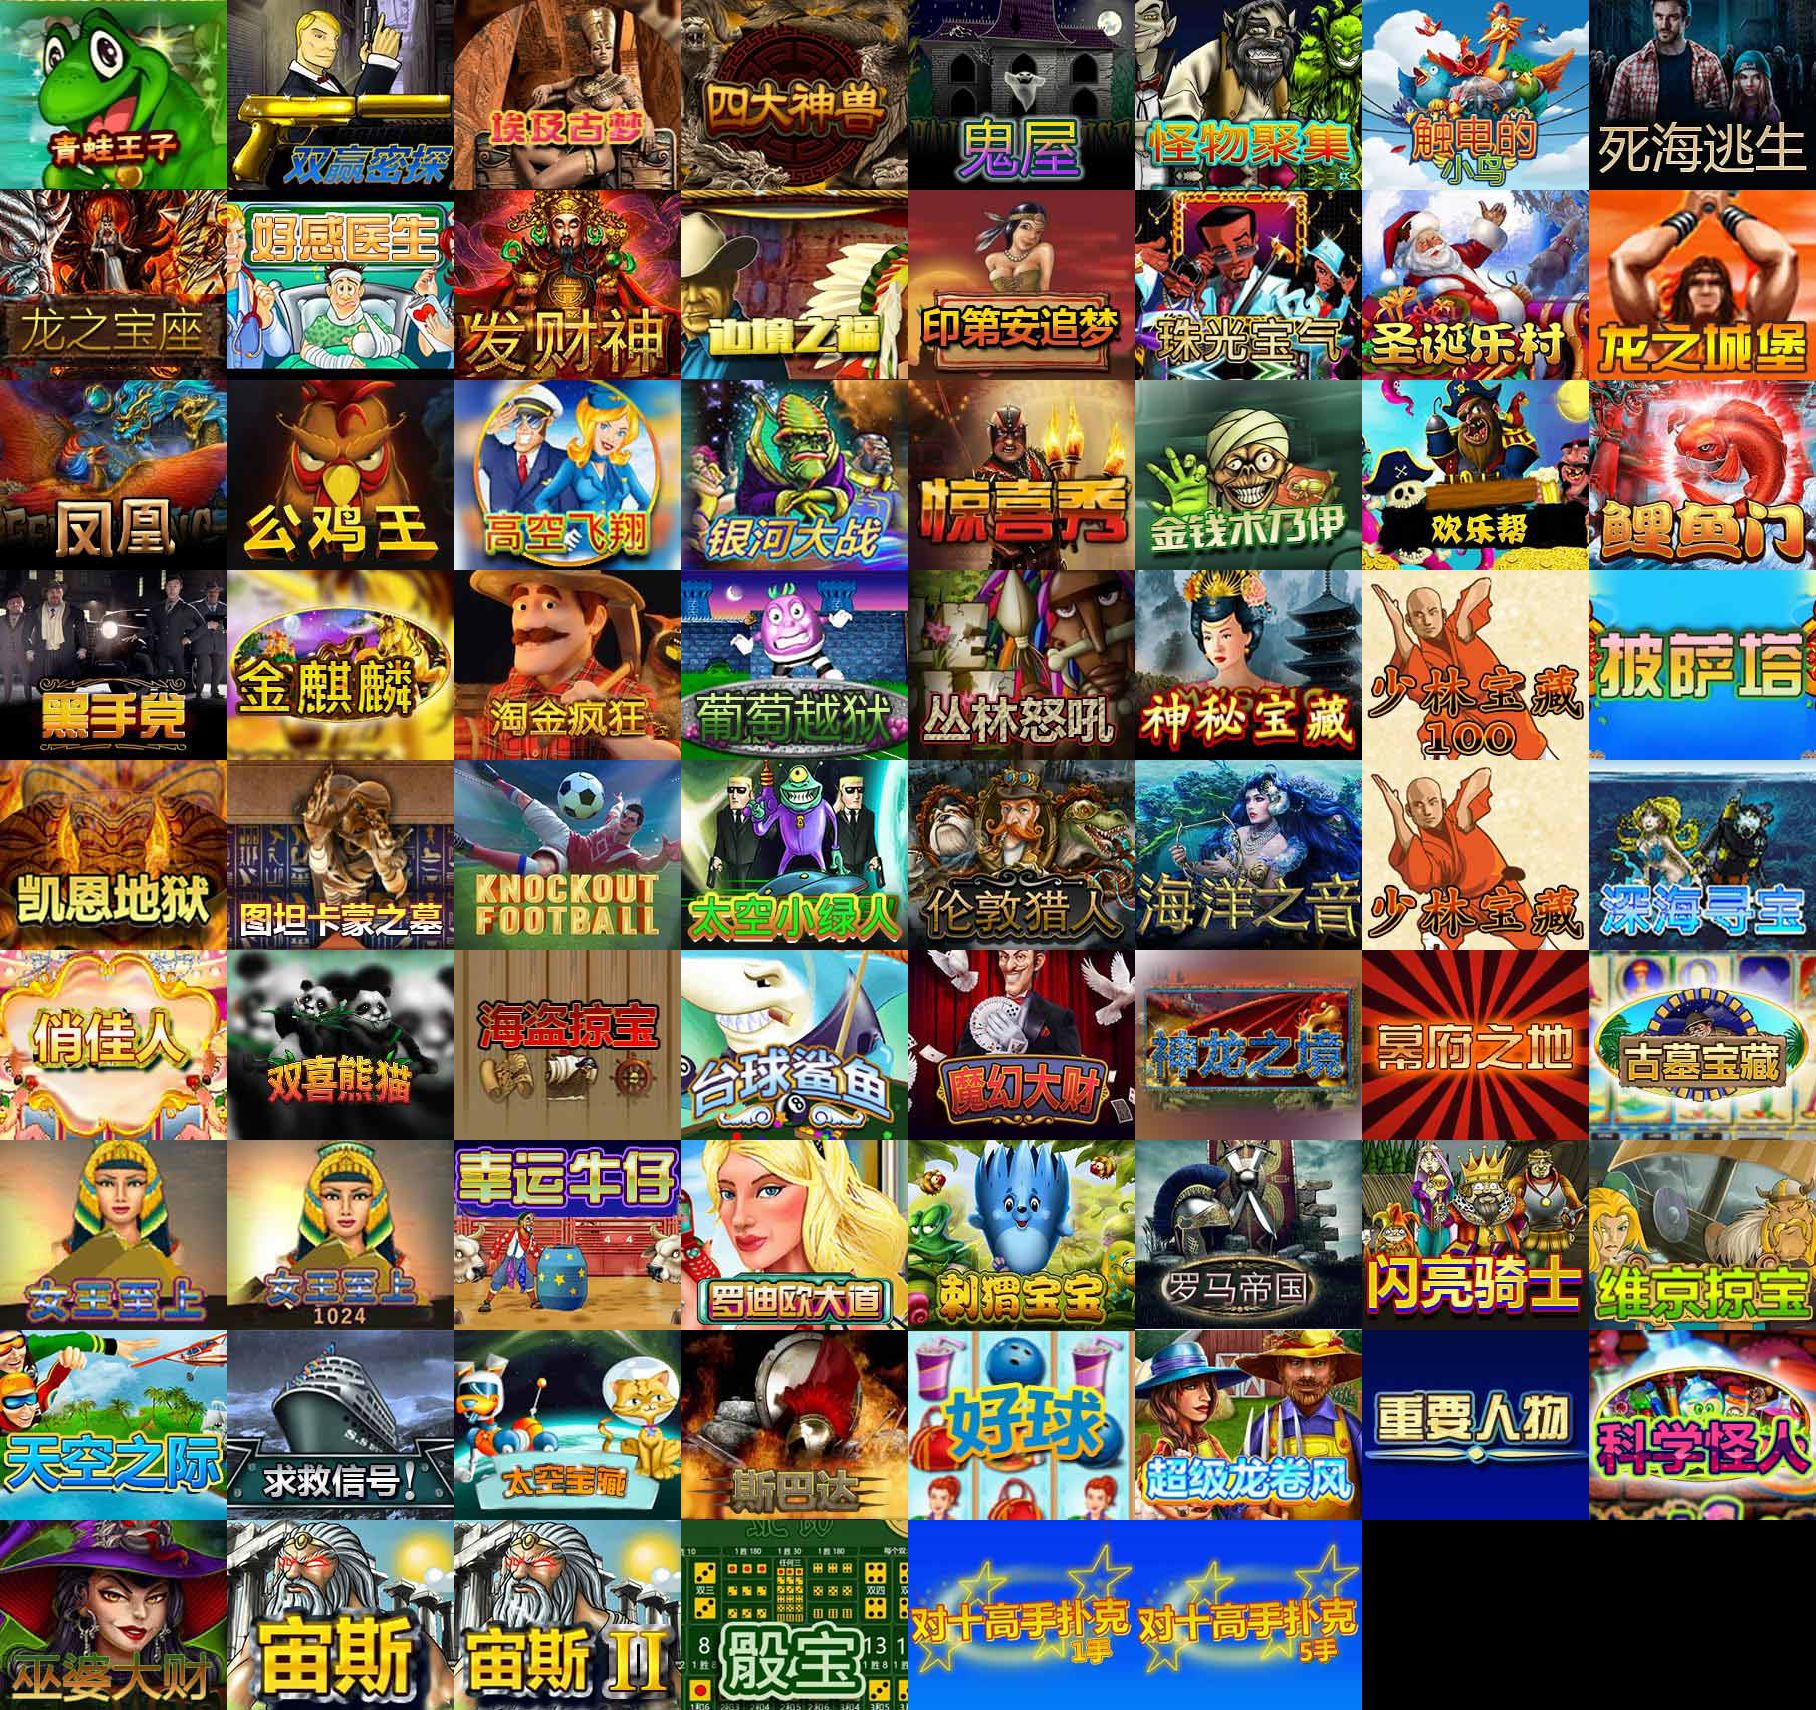 青蛙王子
双赢密探
埃及古梦
四大神兽
鬼屋
怪物聚集
触电的
小鸟
死海逃生
龙之宝座
好感医生
发财神
边境之福
印第安追梦
珠光宝气
圣诞乐村
龙之城堡
凤凰
公鸡王
高空飞翔
银河大战
惊喜秀
金钱木乃伊
欢乐帮
鲤鱼门
黑手党
金麒麟
淘金疯狂
葡萄越狱
丛林怒吼
神秘宝藏
少林宝藏
100
披萨塔
凯恩地狱
图坦卡蒙之墓
KNOCKOUT
FOOTBALL
太空小绿人
伦敦猎人
海洋之音
少林宝藏
深海寻宝
俏佳人
双喜熊猫
海盗掠宝
台球鲨鱼
魔幻大财
神龙之境
幕府之地
古墓宝藏
女王至上
女王至上
1024
幸运牛仔
罗迪欧大道
刺猬宝宝
罗马帝国
闪亮骑士
维京掠宝
天空之际
求救信号!
太空宝藏
斯巴达
好球
超级龙卷风
重要人物
科学怪人
巫婆大财
宙斯
宙斯 II
骰宝
对十高手扑克
1手
对十高手扑克
5手